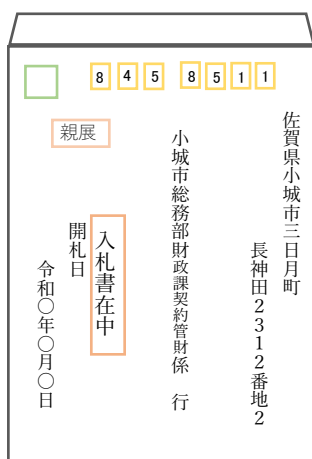 8458511
佐賀県小城市三日月町
長神田2312番地2
小城市総務部財政課契約管財係 行
親展
入札書在中
開札日
令和〇年〇月〇日